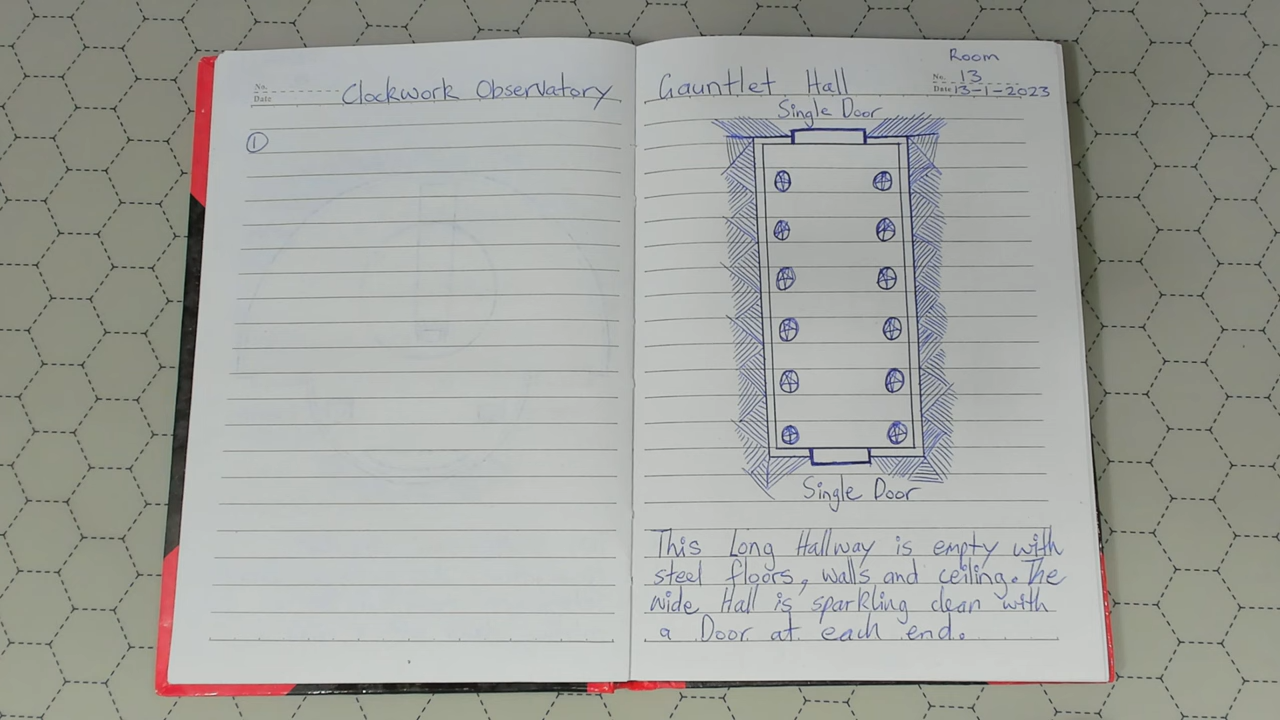 No.
Date
Clockwork Observatory
①
Room
No. 13
Date 13-1-2023
Gauntlet Hall
Single Door
Single Door
This Long Hallway is empty with
steel floors, walls and ceiling. The
wide Hall is sparkling clean with
a Door at each end.